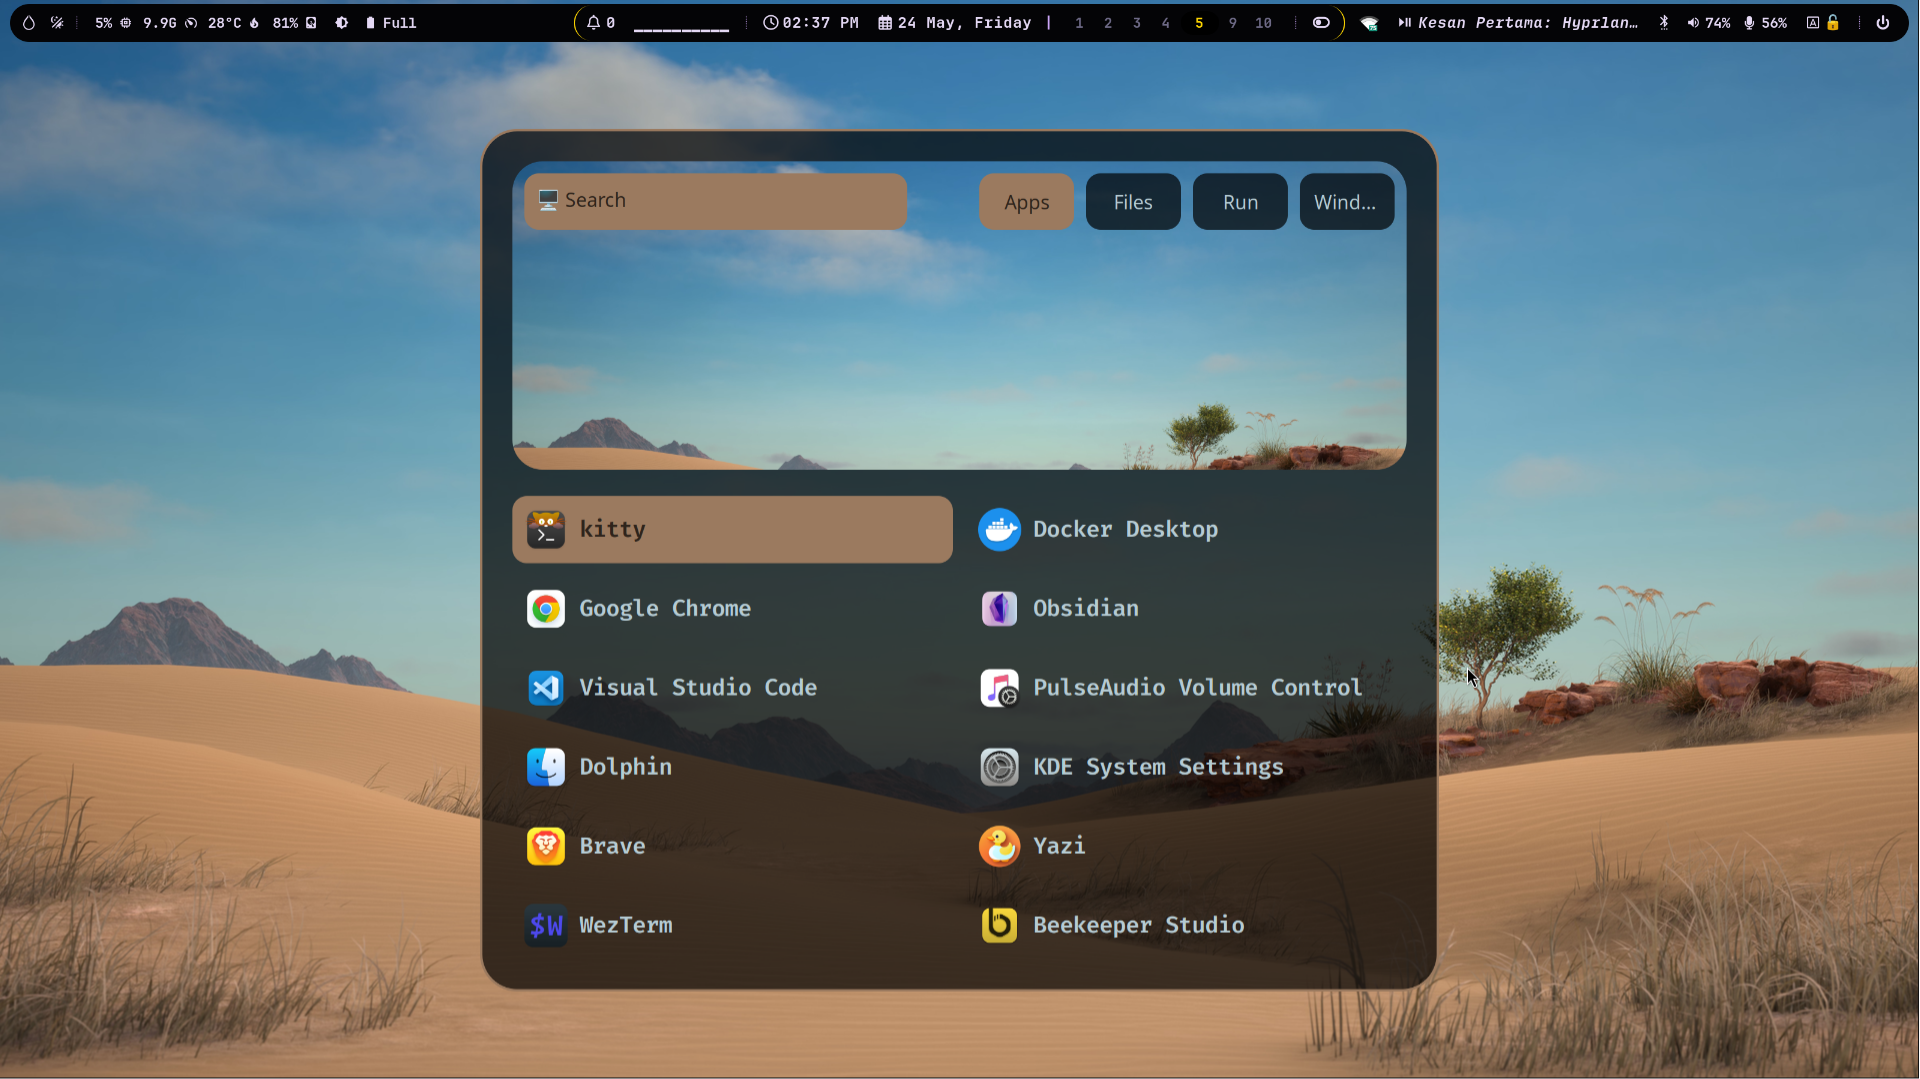 5% 9.9G 28°C 81% Full 0 02:37 PM 24 May, Friday | 1 2 3 4 5 9 10 Kesan Pertama: Hyprlan… 74% 56% A
Search Apps Files Run Wind...
kitty Docker Desktop
Google Chrome Obsidian
Visual Studio Code PulseAudio Volume Control
Dolphin KDE System Settings
Brave Yazi
$W WezTerm Beekeeper Studio